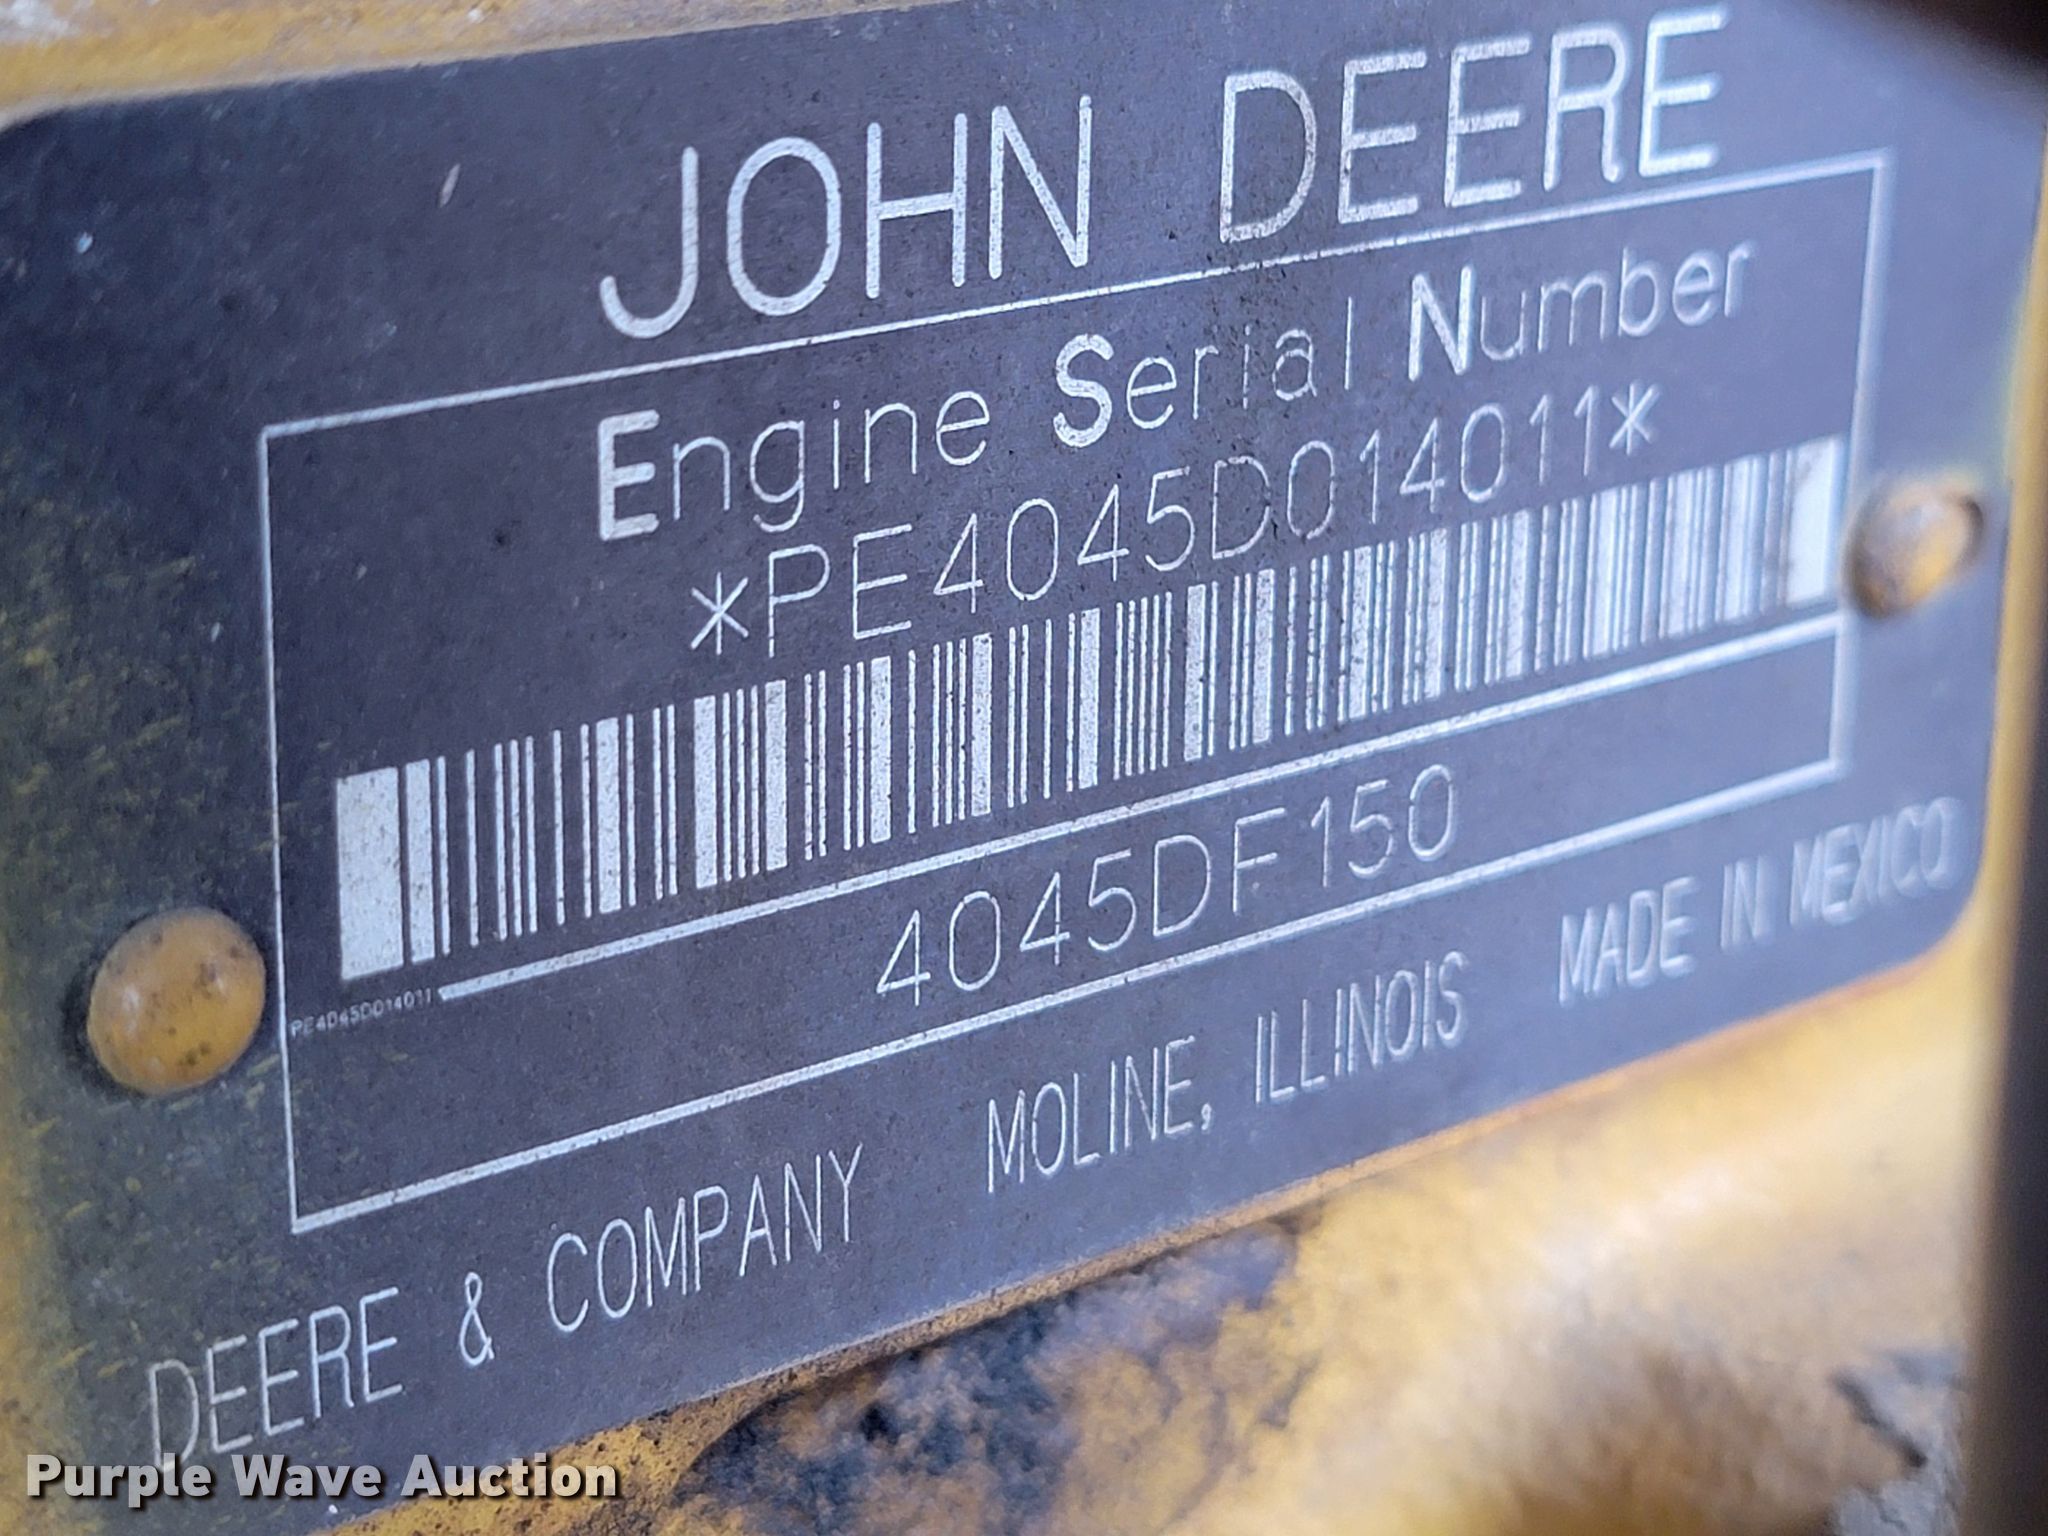 JOHN DEERE
Engine Serial Number
*PE4045D014011*
PE4045D014011
4045DF150
DEERE & COMPANY MOLINE, ILLINOIS MADE IN MEXICO
Purple Wave Auction